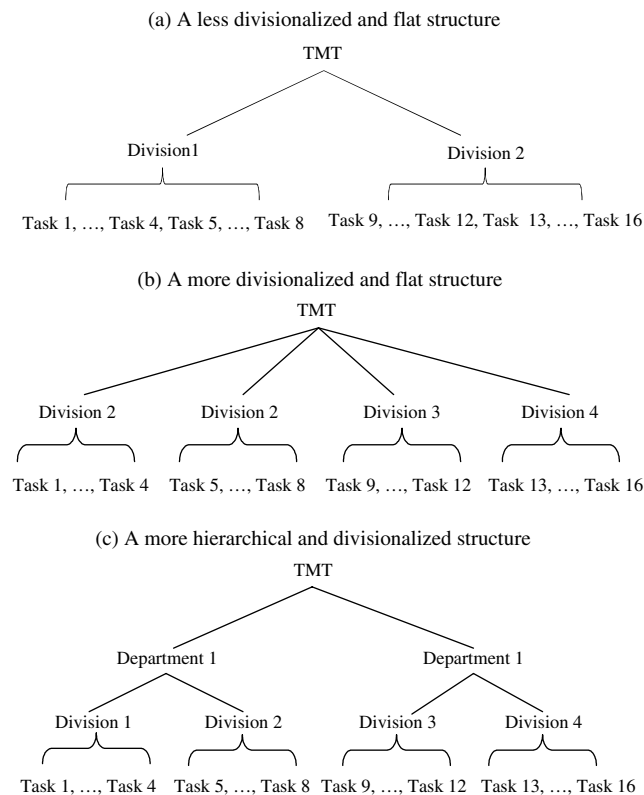 (a) A less divisionalized and flat structure
TMT
Division1 Division 2
Task 1, ..., Task 4, Task 5, ..., Task 8 Task 9, ..., Task 12, Task 13, ..., Task 16
(b) A more divisionalized and flat structure
TMT
Division 2 Division 2 Division 3 Division 4
Task 1, ..., Task 4 Task 5, ..., Task 8 Task 9, ..., Task 12 Task 13, ..., Task 16
(c) A more hierarchical and divisionalized structure
TMT
Department 1 Department 1
Division 1 Division 2 Division 3 Division 4
Task 1, ..., Task 4 Task 5, ..., Task 8 Task 9, ..., Task 12 Task 13, ..., Task 16